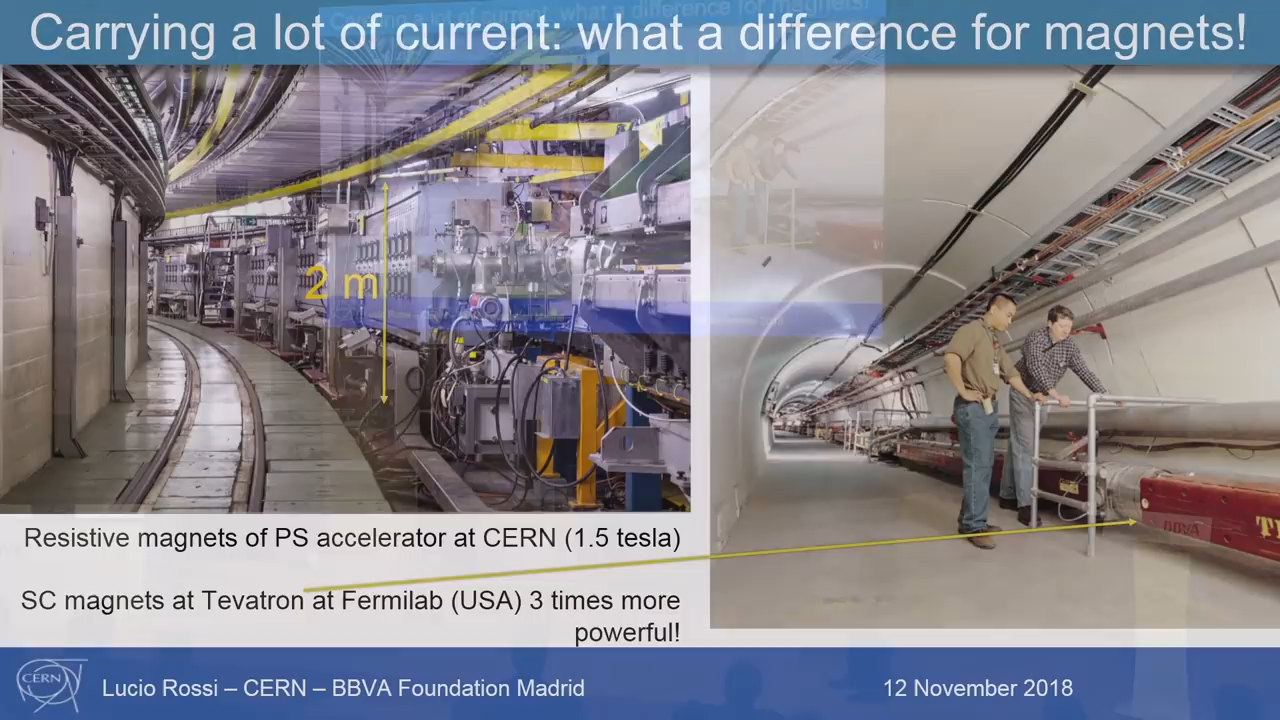 Carrying a lot of current: what a difference for magnets!
2 m
Resistive magnets of PS accelerator at CERN (1.5 tesla)
SC magnets at Tevatron at Fermilab (USA) 3 times more
powerful!
CERN
Lucio Rossi – CERN – BBVA Foundation Madrid
12 November 2018